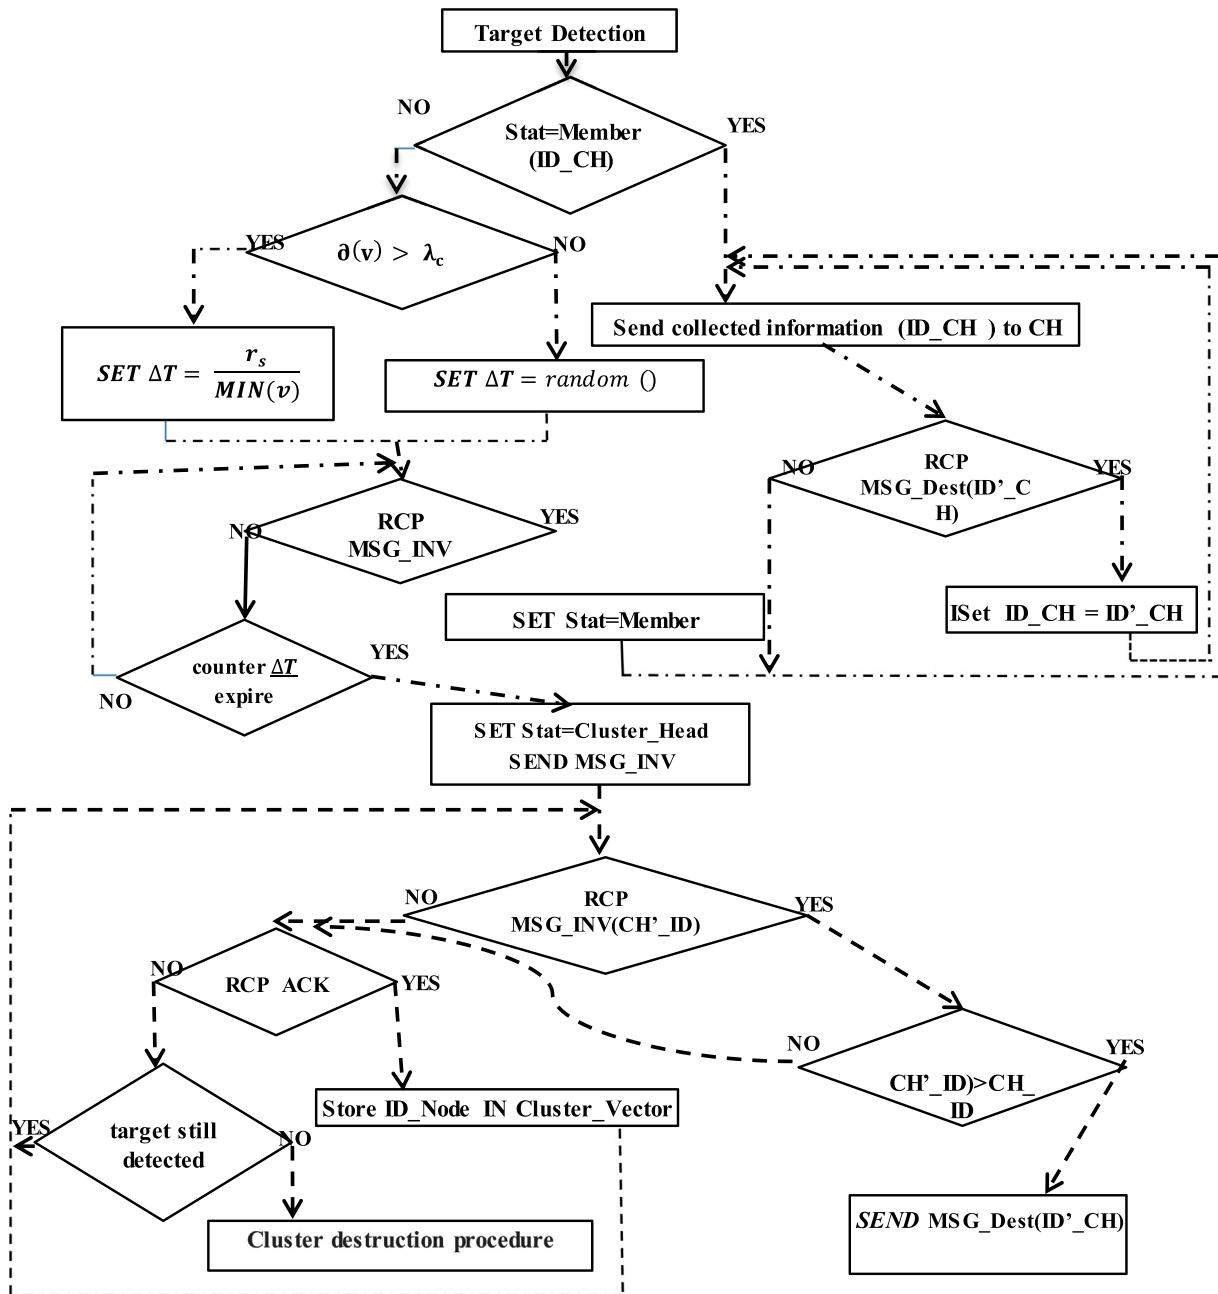 Target Detection
NO
Stat=Member
(ID_CH)
YES
YES
∂(v) > λc
NO
SET ΔT = rs / MIN(v)
SET ΔT = random ()
Send collected information (ID_CH ) to CH
NO
RCP
MSG_Dest(ID’_C
H)
YES
NO
RCP
MSG_INV
YES
SET Stat=Member
ISet ID_CH = ID’_CH
counter ΔT
expire
YES
NO
SET Stat=Cluster_Head
SEND MSG_INV
NO
RCP
MSG_INV(CH’_ID)
YES
NO
RCP ACK
YES
NO
CH’_ID)>CH_
ID
YES
Store ID_Node IN Cluster_Vector
YES
target still
detected
NO
SEND MSG_Dest(ID’_CH)
Cluster destruction procedure